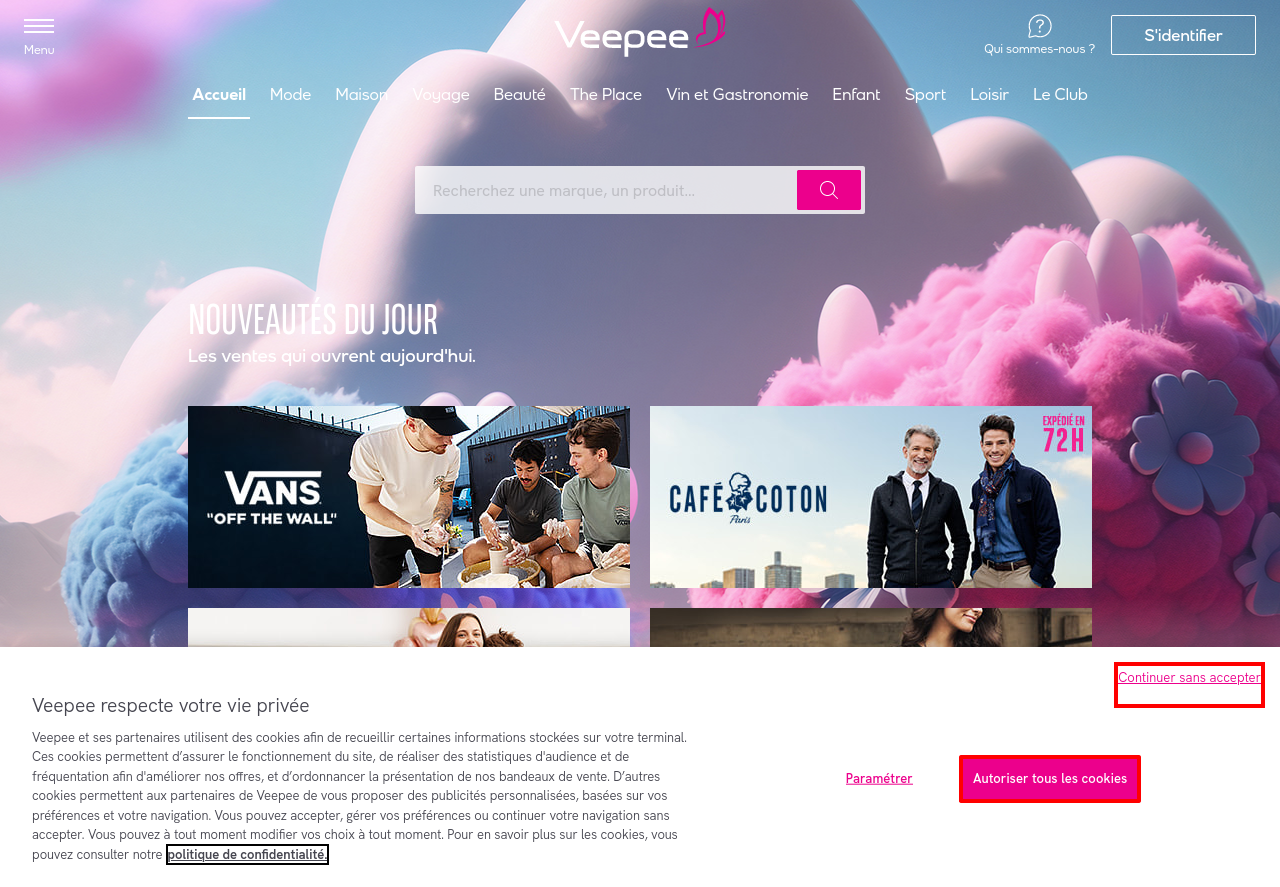 Menu
Veepee
Qui sommes-nous ?
S'identifier
Accueil
Mode
Maison
Voyage
Beauté
The Place
Vin et Gastronomie
Enfant
Sport
Loisir
Le Club
Recherchez une marque, un produit...
NOUVEAUTÉS DU JOUR
Les ventes qui ouvrent aujourd'hui.
VANS
"OFF THE WALL"
CAFÉ COTON
Paris
EXPÉDIÉ EN
72H
Continuer sans accepter
Veepee respecte votre vie privée
Veepee et ses partenaires utilisent des cookies afin de recueillir certaines informations stockées sur votre terminal.
Ces cookies permettent d’assurer le fonctionnement du site, de réaliser des statistiques d'audience et de
fréquentation afin d'améliorer nos offres, et d’ordonnancer la présentation de nos bandeaux de vente. D’autres
cookies permettent aux partenaires de Veepee de vous proposer des publicités personnalisées, basées sur vos
préférences et votre navigation. Vous pouvez accepter, gérer vos préférences ou continuer votre navigation sans
accepter. Vous pouvez à tout moment modifier vos choix à tout moment. Pour en savoir plus sur les cookies, vous
pouvez consulter notre politique de confidentialité.
Paramétrer
Autoriser tous les cookies